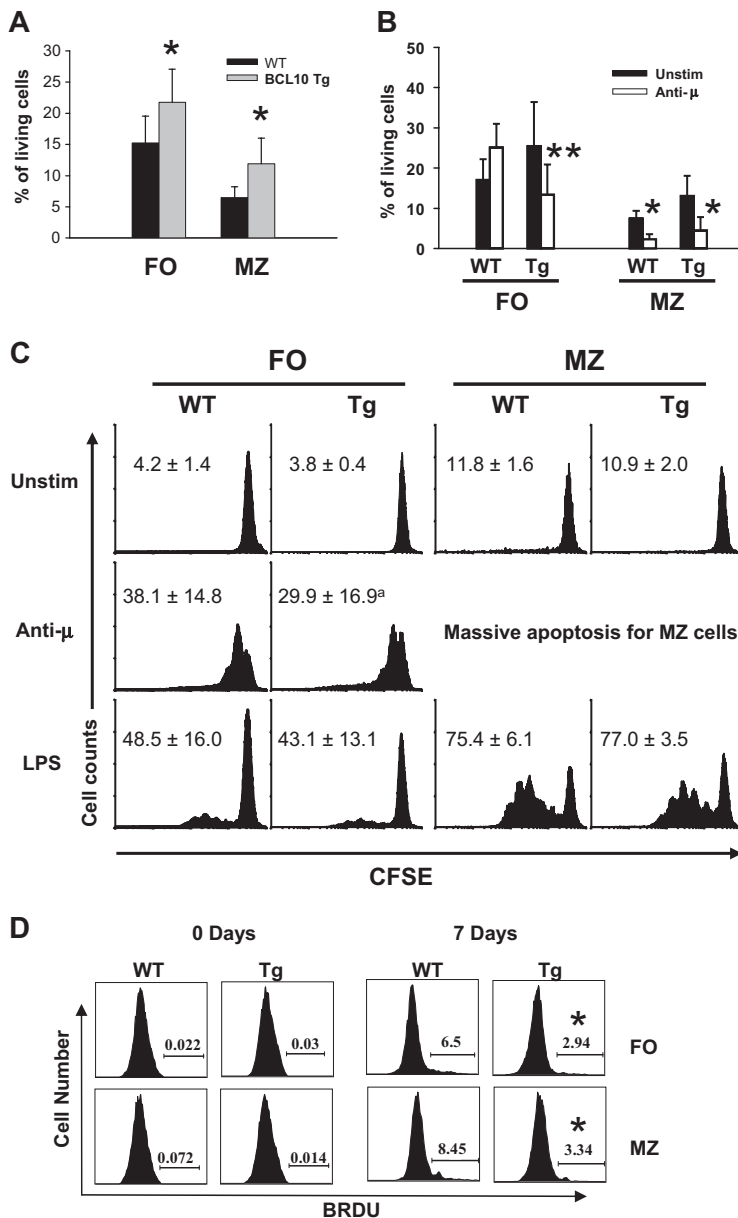 A
% of living cells
30
25
20
15
10
5
0
WT
BCL10 Tg
*
*
FO
MZ
B
% of living cells
50
40
30
20
10
0
Unstim
Anti-μ
**
*
*
WT
Tg
WT
Tg
FO
MZ
C
FO
MZ
WT
Tg
WT
Tg
Unstim
4.2 ± 1.4
3.8 ± 0.4
11.8 ± 1.6
10.9 ± 2.0
Anti-μ
38.1 ± 14.8
29.9 ± 16.9ᵃ
Massive apoptosis for MZ cells
LPS
48.5 ± 16.0
43.1 ± 13.1
75.4 ± 6.1
77.0 ± 3.5
Cell counts
CFSE
D
0 Days
7 Days
WT
Tg
WT
Tg
Cell Number
0.022
0.03
6.5
*
2.94
FO
0.072
0.014
8.45
*
3.34
MZ
BRDU